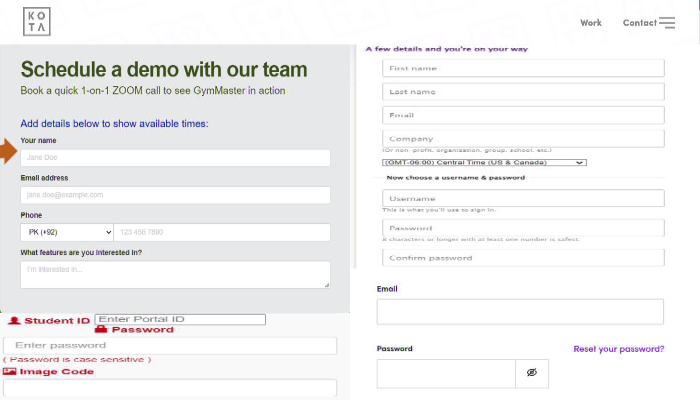 KO
TA
Work
Contact
Schedule a demo with our team
Book a quick 1-on-1 ZOOM call to see GymMaster in action
Add details below to show available times:
Your name
Jane Doe
Email address
jane.doe@example.com
Phone
PK (+92)
123 456 7890
What features are you interested in?
I'm interested in...
Student ID
Enter Portal ID
Password
Enter password
( Password is case sensitive )
Image Code
A few details and you're on your way
First name
Last name
Email
Company
(Or non-profit, organisation, group, school, etc.)
(GMT-06:00) Central Time (US & Canada)
Now choose a username & password
Username
This is what you'll use to sign in.
Password
8 characters or longer with at least one number is safest.
Confirm password
Email
Password
Reset your password?